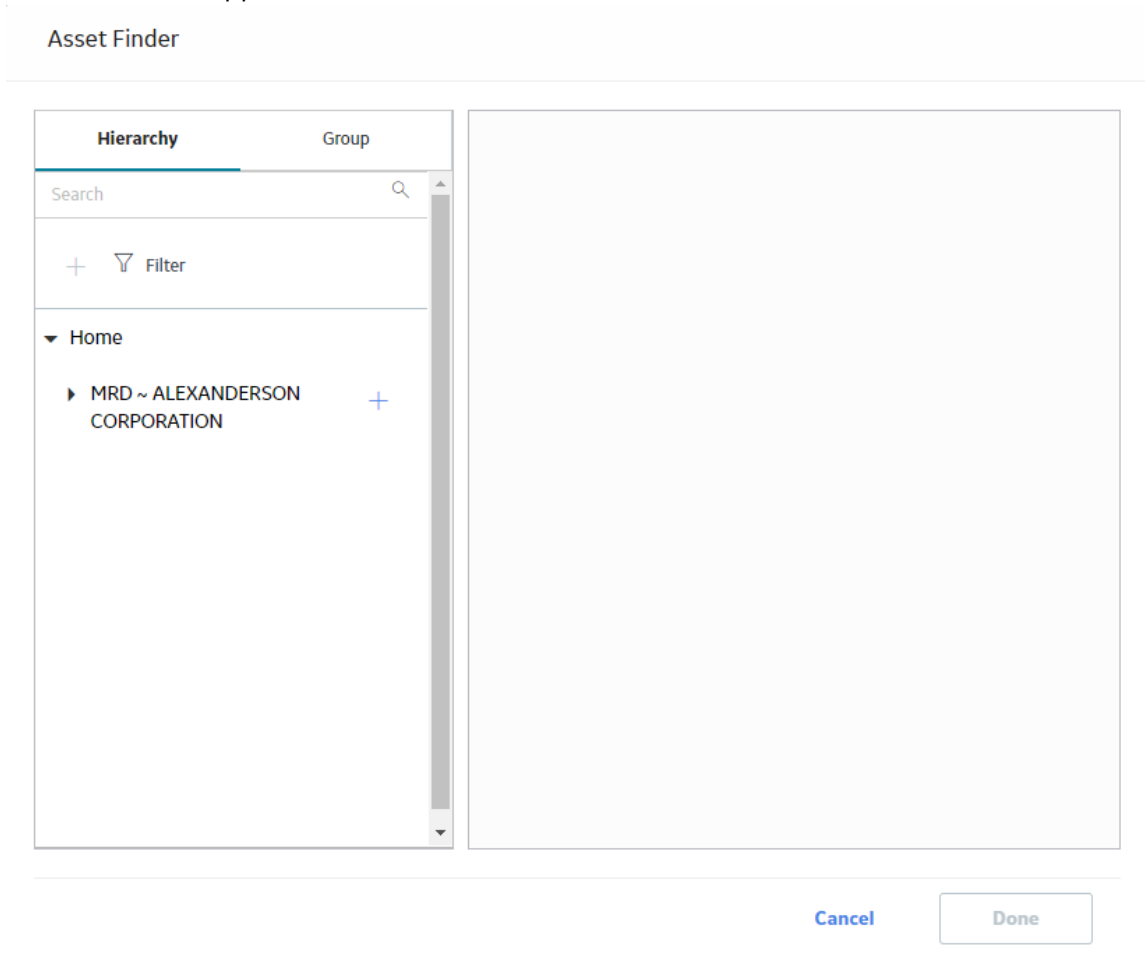 Asset Finder
Hierarchy Group
Search
Filter
Home
MRD ~ ALEXANDERSON
CORPORATION
Cancel Done